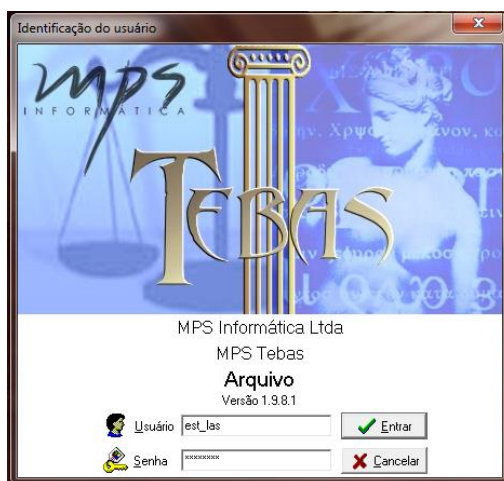 Identificação do usuário
mps
INFORMÁTICA
TEBAS
MPS Informática Ltda
MPS Tebas
Arquivo
Versão 1.9.8.1
Usuário est_las Entrar
Senha ******** Cancelar